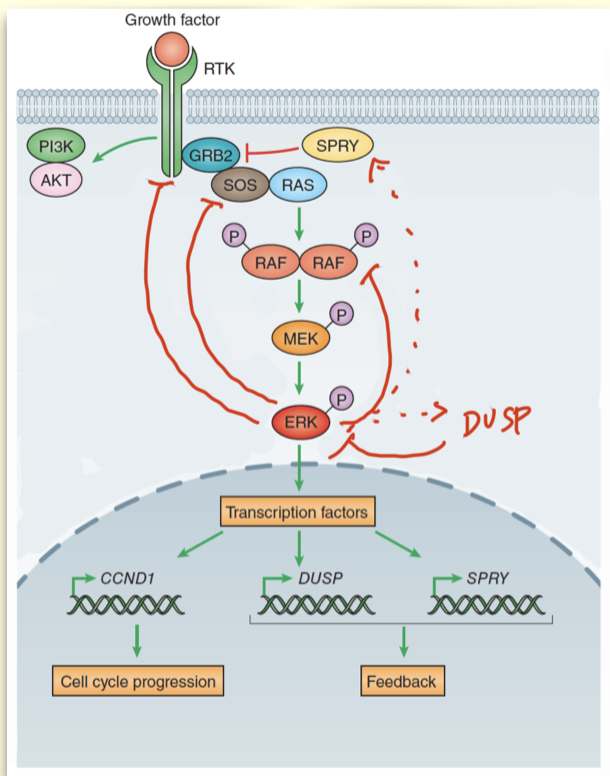 Growth factor
RTK
PI3K
AKT
GRB2
SPRY
SOS
RAS
P
P
RAF
RAF
P
MEK
P
ERK
DUSP
Transcription factors
CCND1
DUSP
SPRY
Cell cycle progression
Feedback